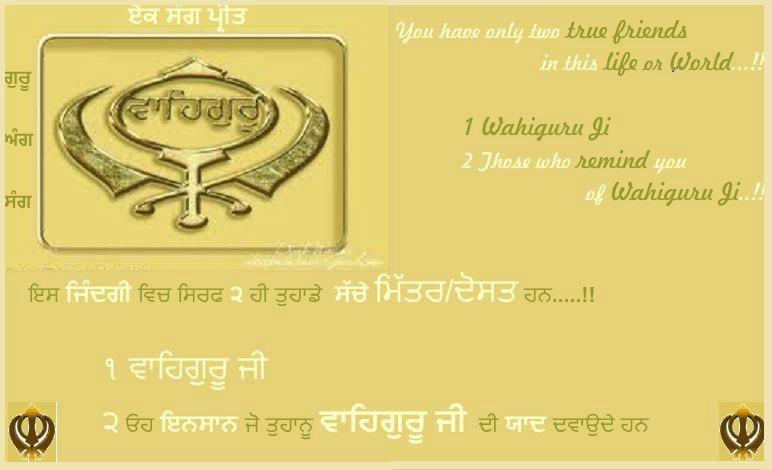 ਏਕ ਸੰਗ ਪ੍ਰੀਤ
ਗੁਰੂ
ਅੰਗ
ਸੰਗ
ਵਾਹਿਗੁਰੂ
You have only two true friends
in this life or World...!!
1 Wahiguru Ji
2 Those who remind you
of Wahiguru Ji..!!
ਇਸ ਜਿੰਦਗੀ ਵਿਚ ਸਿਰਫ ੨ ਹੀ ਤੁਹਾਡੇ ਸੱਚੇ ਮਿੱਤਰ/ਦੋਸਤ ਹਨ.....!!
੧ ਵਾਹਿਗੁਰੂ ਜੀ
੨ ਓਹ ਇਨਸਾਨ ਜੋ ਤੁਹਾਨੂ ਵਾਹਿਗੁਰੂ ਜੀ ਦੀ ਯਾਦ ਦਵਾਉਦੇ ਹਨ